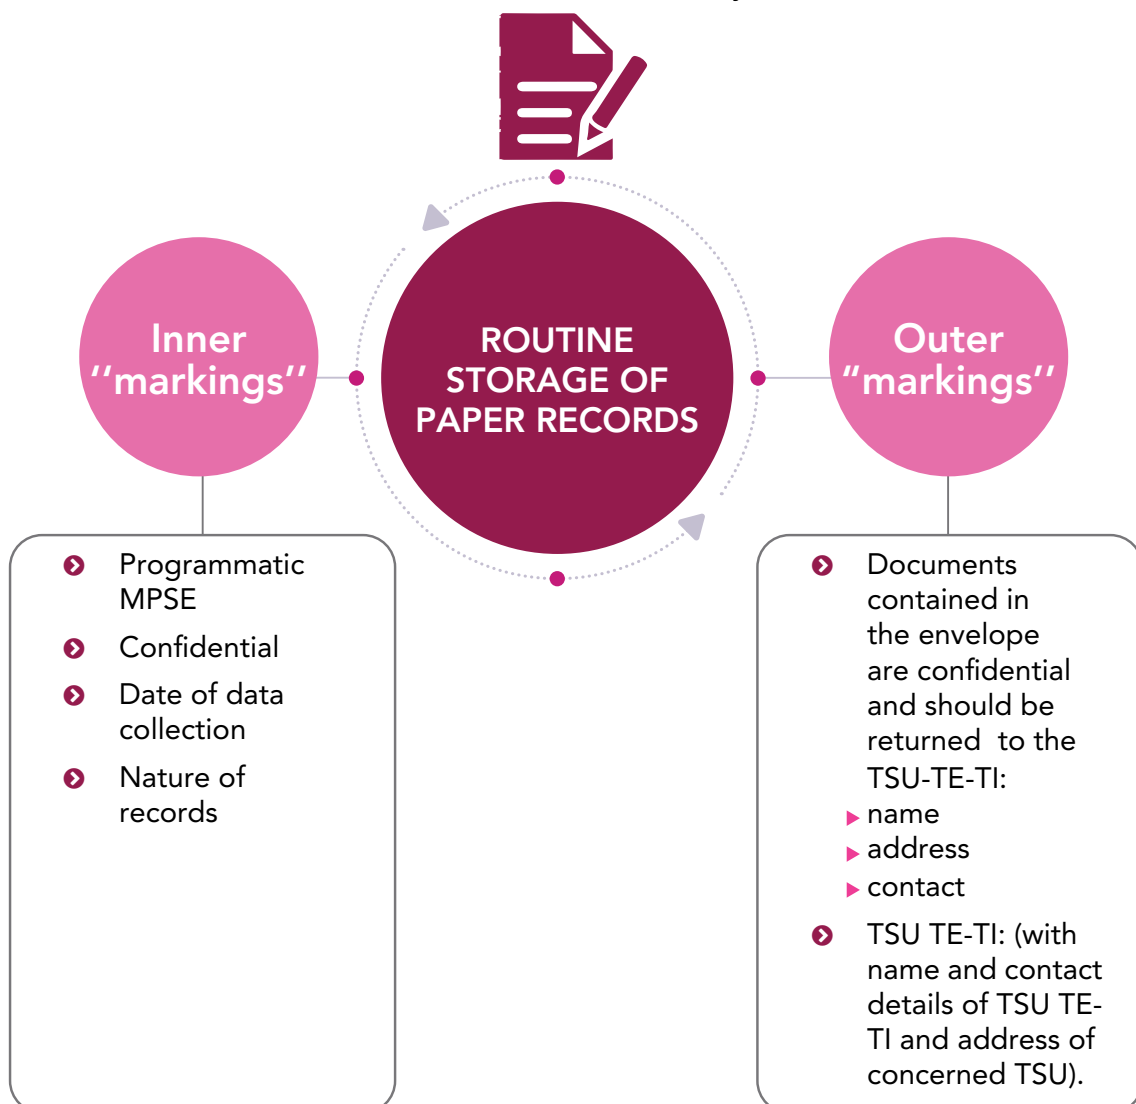 ROUTINE
STORAGE OF
PAPER RECORDS
Inner
''markings''
Programmatic
MPSE
Confidential
Date of data
collection
Nature of
records
Outer
"markings''
Documents
contained in
the envelope
are confidential
and should be
returned to the
TSU-TE-TI:
name
address
contact
TSU TE-TI: (with
name and contact
details of TSU TE-
TI and address of
concerned TSU).